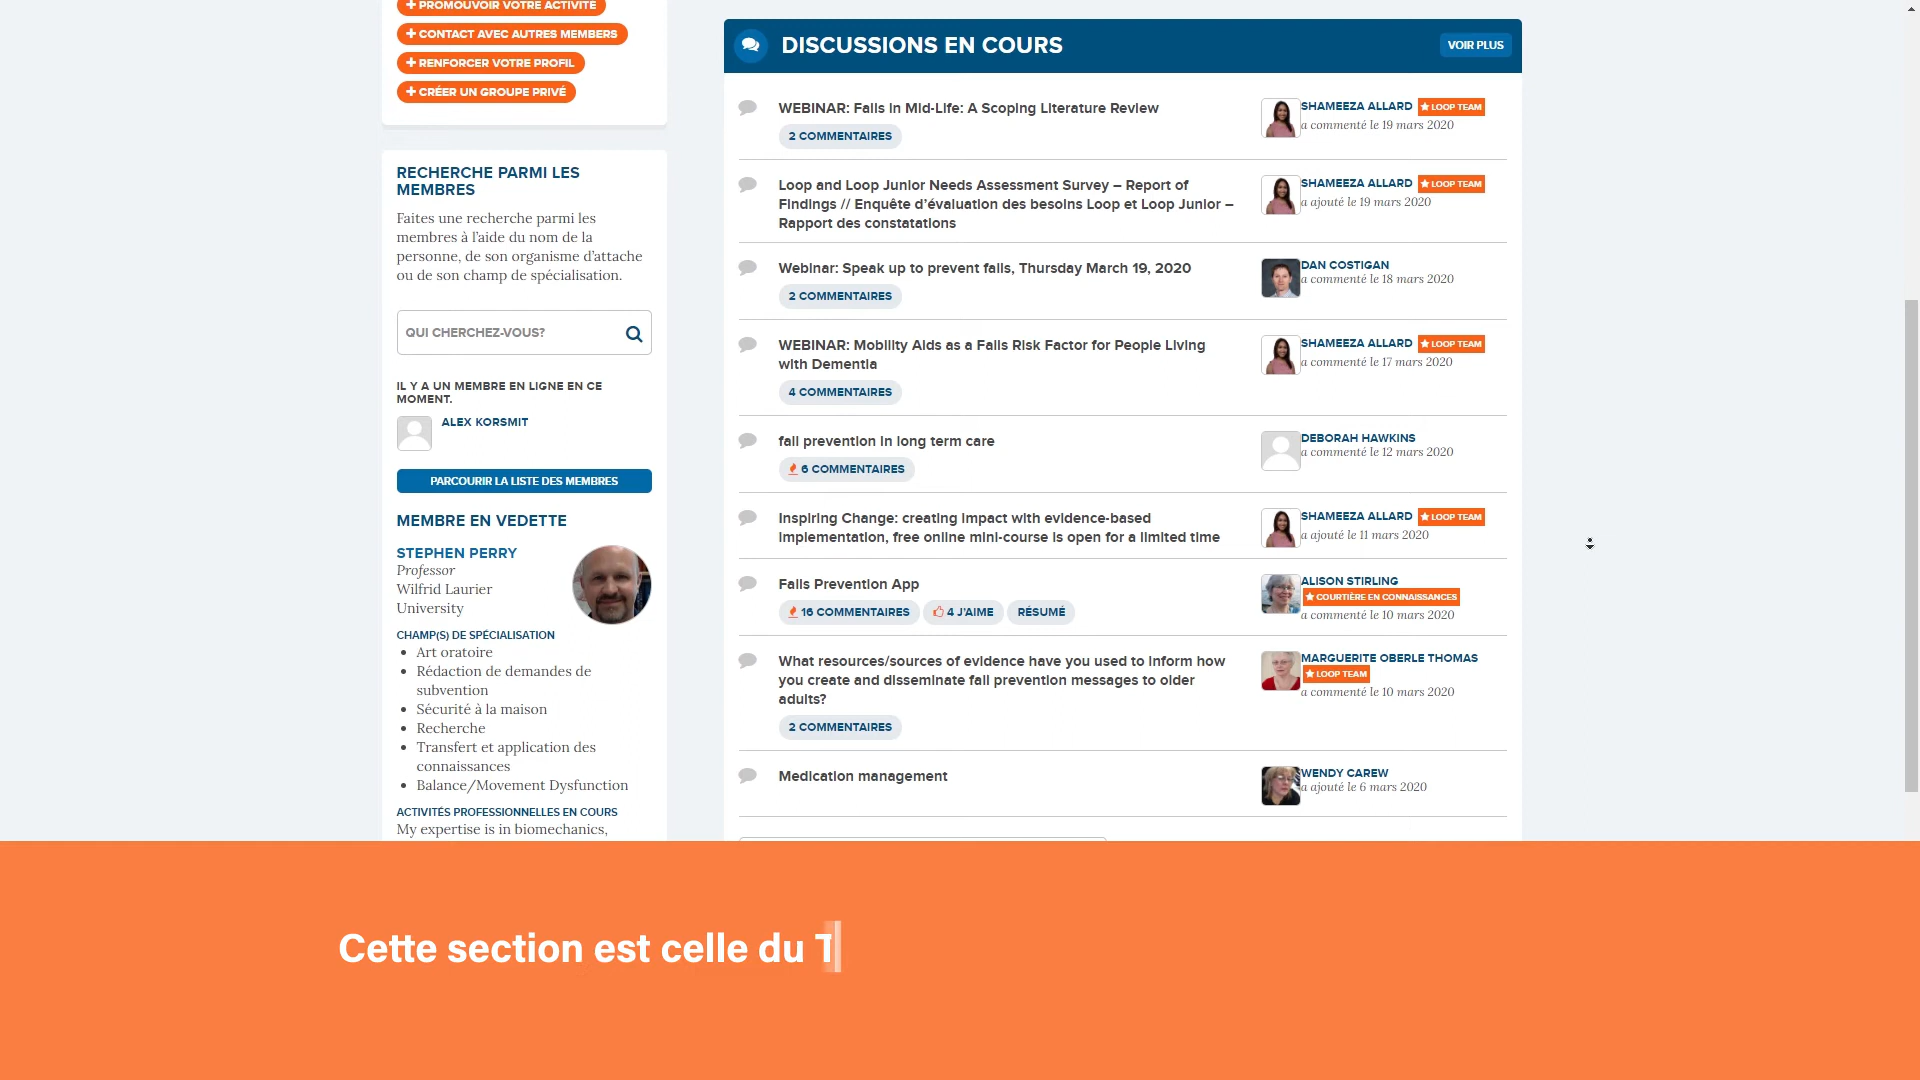 PROMOUVOIR VOTRE ACTIVITÉ
CONTACT AVEC AUTRES MEMBERS
RENFORCER VOTRE PROFIL
CRÉER UN GROUPE PRIVÉ
RECHERCHE PARMI LES
MEMBRES
Faites une recherche parmi les
membres à l'aide du nom de la
personne, de son organisme d'attache
ou de son champ de spécialisation.
QUI CHERCHEZ-VOUS?
IL Y A UN MEMBRE EN LIGNE EN CE
MOMENT.
ALEX KORSMIT
PARCOURIR LA LISTE DES MEMBRES
MEMBRE EN VEDETTE
STEPHEN PERRY
Professor
Wilfrid Laurier
University
CHAMP(S) DE SPÉCIALISATION
Art oratoire
Rédaction de demandes de
subvention
Sécurité à la maison
Recherche
Transfert et application des
connaissances
Balance/Movement Dysfunction
ACTIVITÉS PROFESSIONNELLES EN COURS
My expertise is in biomechanics,
DISCUSSIONS EN COURS
VOIR PLUS
WEBINAR: Falls in Mid-Life: A Scoping Literature Review
2 COMMENTAIRES
SHAMEEZA ALLARD LOOP TEAM
a commenté le 19 mars 2020
Loop and Loop Junior Needs Assessment Survey – Report of
Findings // Enquête d'évaluation des besoins Loop et Loop Junior –
Rapport des constatations
SHAMEEZA ALLARD LOOP TEAM
a ajouté le 19 mars 2020
Webinar: Speak up to prevent falls, Thursday March 19, 2020
2 COMMENTAIRES
DAN COSTIGAN
a commenté le 18 mars 2020
WEBINAR: Mobility Aids as a Falls Risk Factor for People Living
with Dementia
4 COMMENTAIRES
SHAMEEZA ALLARD LOOP TEAM
a commenté le 17 mars 2020
fall prevention in long term care
6 COMMENTAIRES
DEBORAH HAWKINS
a commenté le 12 mars 2020
Inspiring Change: creating impact with evidence-based
implementation, free online mini-course is open for a limited time
SHAMEEZA ALLARD LOOP TEAM
a ajouté le 11 mars 2020
Falls Prevention App
16 COMMENTAIRES 4 J'AIME RÉSUMÉ
ALISON STIRLING
COURTIÈRE EN CONNAISSANCES
a commenté le 10 mars 2020
What resources/sources of evidence have you used to inform how
you create and disseminate fall prevention messages to older
adults?
2 COMMENTAIRES
MARGUERITE OBERLE THOMAS
LOOP TEAM
a commenté le 10 mars 2020
Medication management
WENDY CAREW
a ajouté le 6 mars 2020
Cette section est celle du T